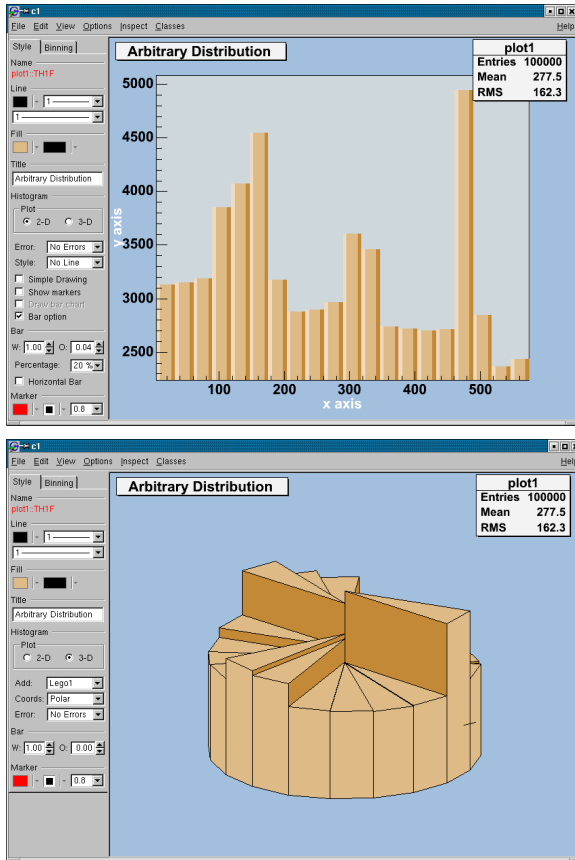 c1
File Edit View Options Inspect Classes Help
Style Binning
Name
plot1::TH1F
Line
1
1
Fill
Title
Arbitrary Distribution
Histogram
Plot
2-D 3-D
Error: No Errors
Style: No Line
Simple Drawing
Show markers
Draw bar chart
Bar option
Bar
W: 1.00 O: 0.04
Percentage: 20 %
Horizontal Bar
Marker
0.8
Arbitrary Distribution
plot1
Entries 100000
Mean 277.5
RMS 162.3
5000
4500
4000
3500
3000
2500
y axis
100 200 300 400 500
x axis
c1
File Edit View Options Inspect Classes Help
Style Binning
Name
plot1::TH1F
Line
1
1
Fill
Title
Arbitrary Distribution
Histogram
Plot
2-D 3-D
Add: Lego1
Coords: Polar
Error: No Errors
Bar
W: 1.00 O: 0.00
Marker
0.8
Arbitrary Distribution
plot1
Entries 100000
Mean 277.5
RMS 162.3